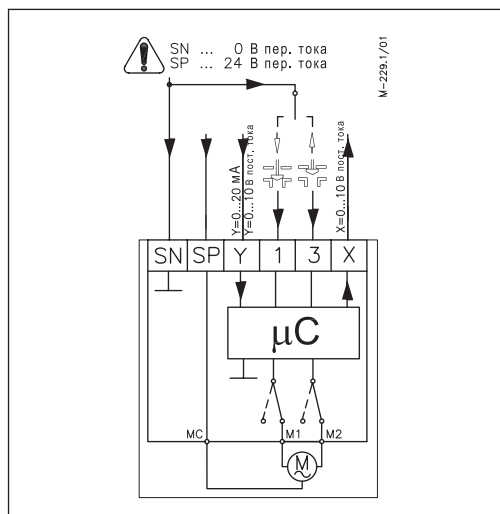 SN ... 0 В пер. тока
SP ... 24 В пер. тока
M-229.1/01
Y=0...20 мА
Y=0...10 В пост. тока
X=0...10 В пост. тока
SN SP Y 1 3 X
µC
MC M1 M2
M